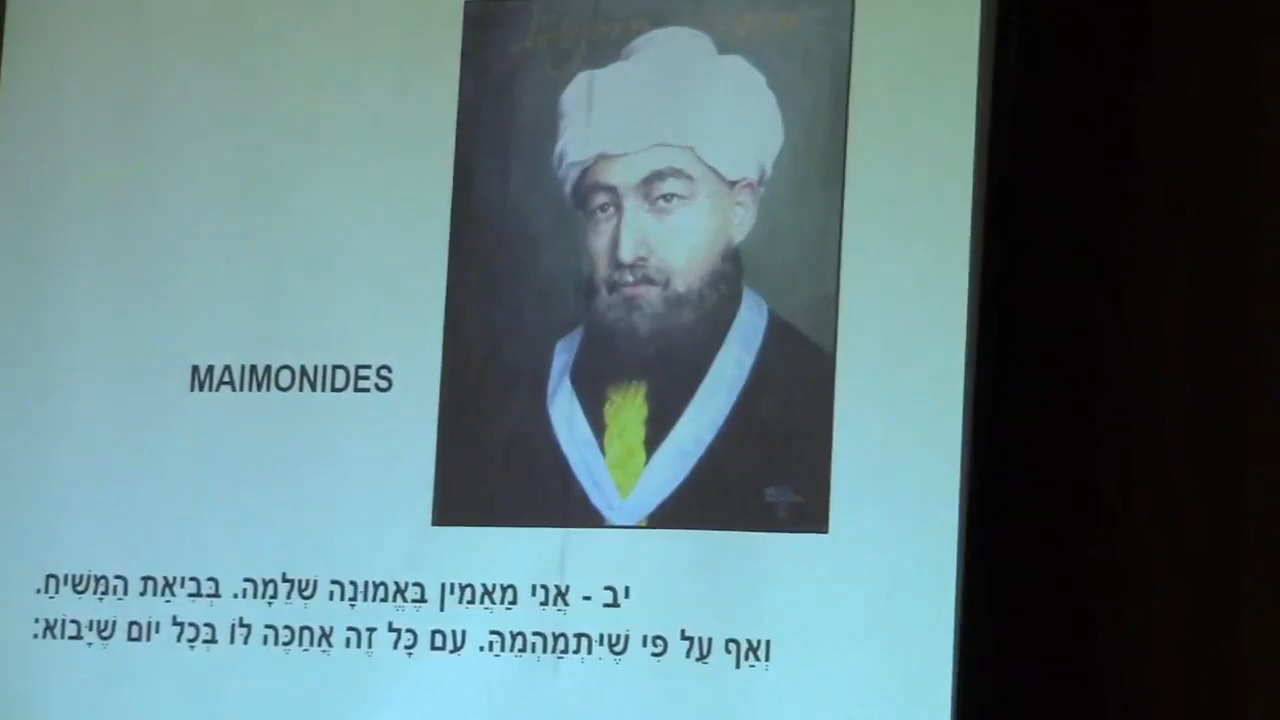 MAIMONIDES
יב - אֲנִי מַאֲמִין בֶּאֱמוּנָה שְׁלֵמָה. בְּבִיאַת הַמָּשִׁיחַ.
וְאַף עַל פִּי שֶׁיִּתְמַהְמֵהַּ. עִם כָּל זֶה אֲחַכֶּה לּוֹ בְּכָל יוֹם שֶׁיָּבוֹא: